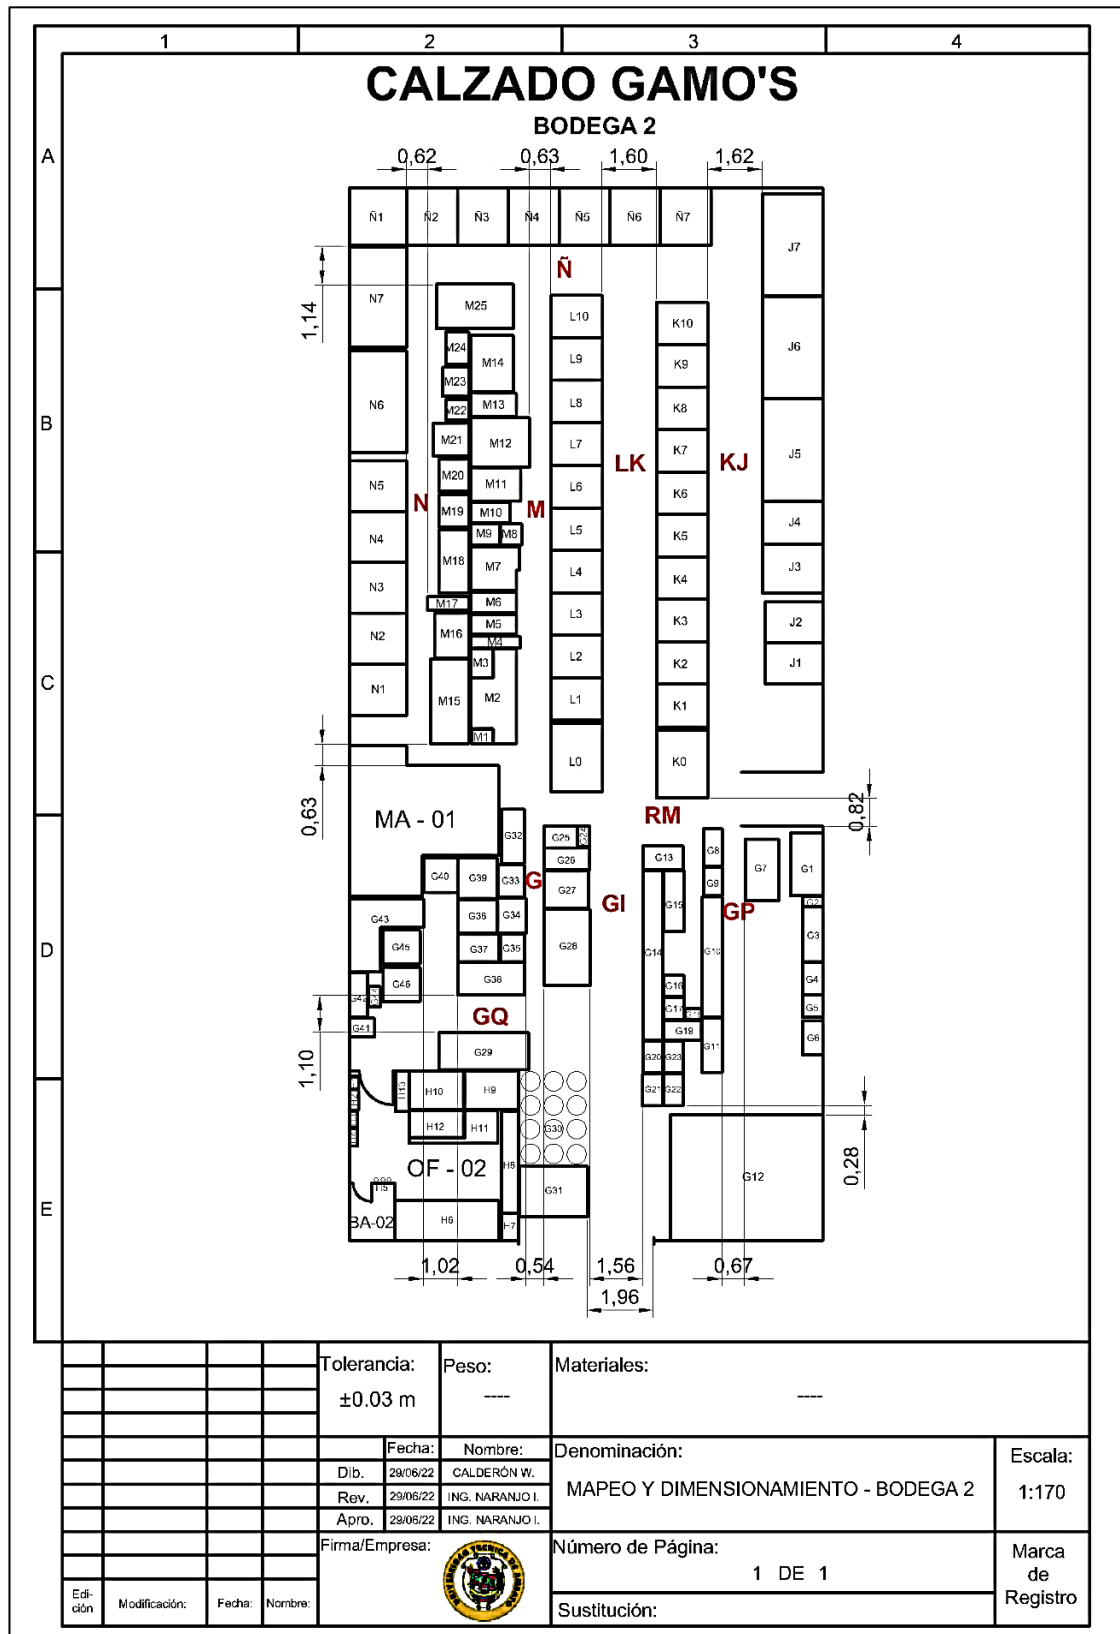 1 2 3 4
CALZADO GAMO'S
BODEGA 2
A
0,62 0,63 1,60 1,62
Ñ1 Ñ2 Ñ3 Ñ4 Ñ5 Ñ6 Ñ7
J7
Ñ
N7 M25
1,14
L10 K10
J6
M24 M14 L9 K9
M23
N6 M22 M13 L8 K8
B
M21 M12 L7 K7 J5
LK KJ
N5 M20 M11 L6 K6
N M
M19 M10 J4
N4 M9 M8 L5 K5
M18 M7 L4 K4 J3
N3
M17 M6 L3 K3
M5 J2
N2 M16 M4
M3 L2 K2 J1
C
N1 M15 M2 L1 K1
M1
L0 K0
0,63
0,82
RM
MA - 01 G32 G25 G24
G26 G13 G8 G7 G1
G40 G39 G33 G G27 G9
GI GP G2
G43 G38 G34 G15
D
G45 G37 G35 G28 G14 G10 G3
G46 G36 G16 G4
G17 G5
GQ
G41 G19 G11 G6
1,10
G29 G20 G23
H13 H10 H9 G21 G22
H12 H11 G30
0,28
OF - 02 H8 G31 G12
E
BA-02 H6 H7
1,02 0,54 1,56 0,67
1,96
Tolerancia: Peso: Materiales:
±0.03 m ---- ----
Fecha: Nombre: Denominación: Escala:
Dib. 29/06/22 CALDERÓN W.
MAPEO Y DIMENSIONAMIENTO - BODEGA 2 1:170
Rev. 29/06/22 ING. NARANJO I.
Apro. 29/06/22 ING. NARANJO I.
Firma/Empresa: Número de Página:
1 DE 1
Marca
de
Registro
Edi-
ción Modificación: Fecha: Nombre:
Sustitución: